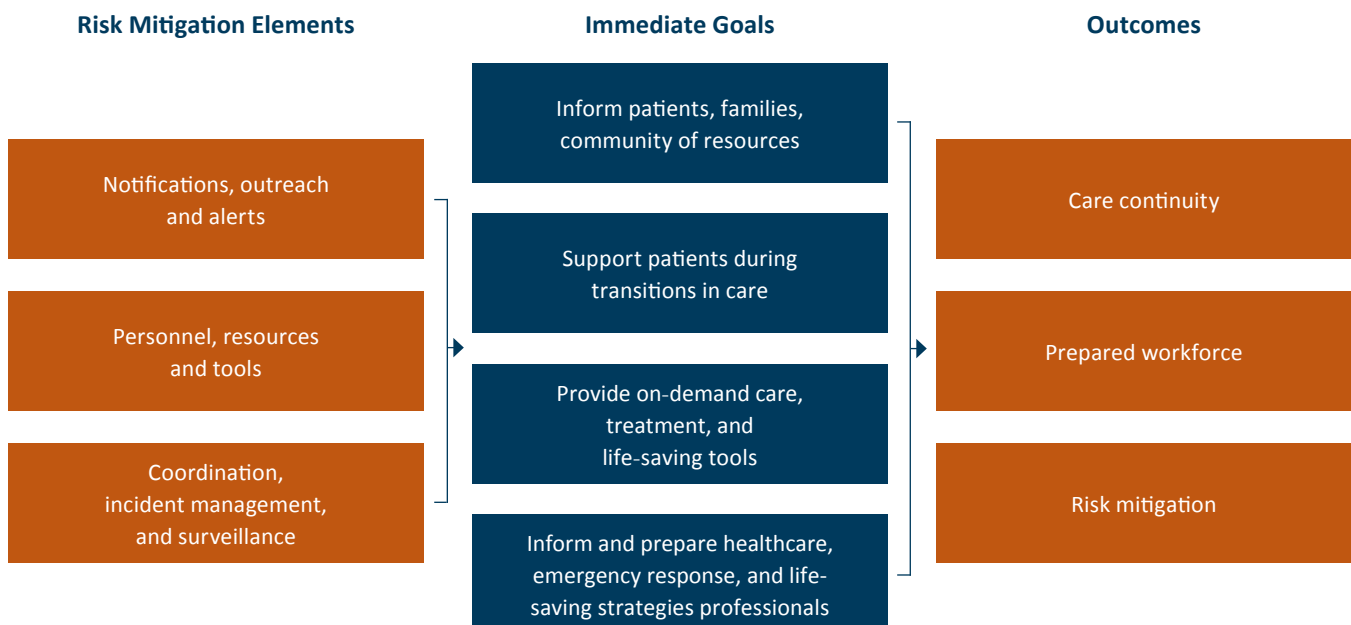 Risk Mitigation Elements
Immediate Goals
Outcomes
Notifications, outreach
and alerts
Personnel, resources
and tools
Coordination,
incident management,
and surveillance
Inform patients, families,
community of resources
Support patients during
transitions in care
Provide on-demand care,
treatment, and
life-saving tools
Inform and prepare healthcare,
emergency response, and life-
saving strategies professionals
Care continuity
Prepared workforce
Risk mitigation